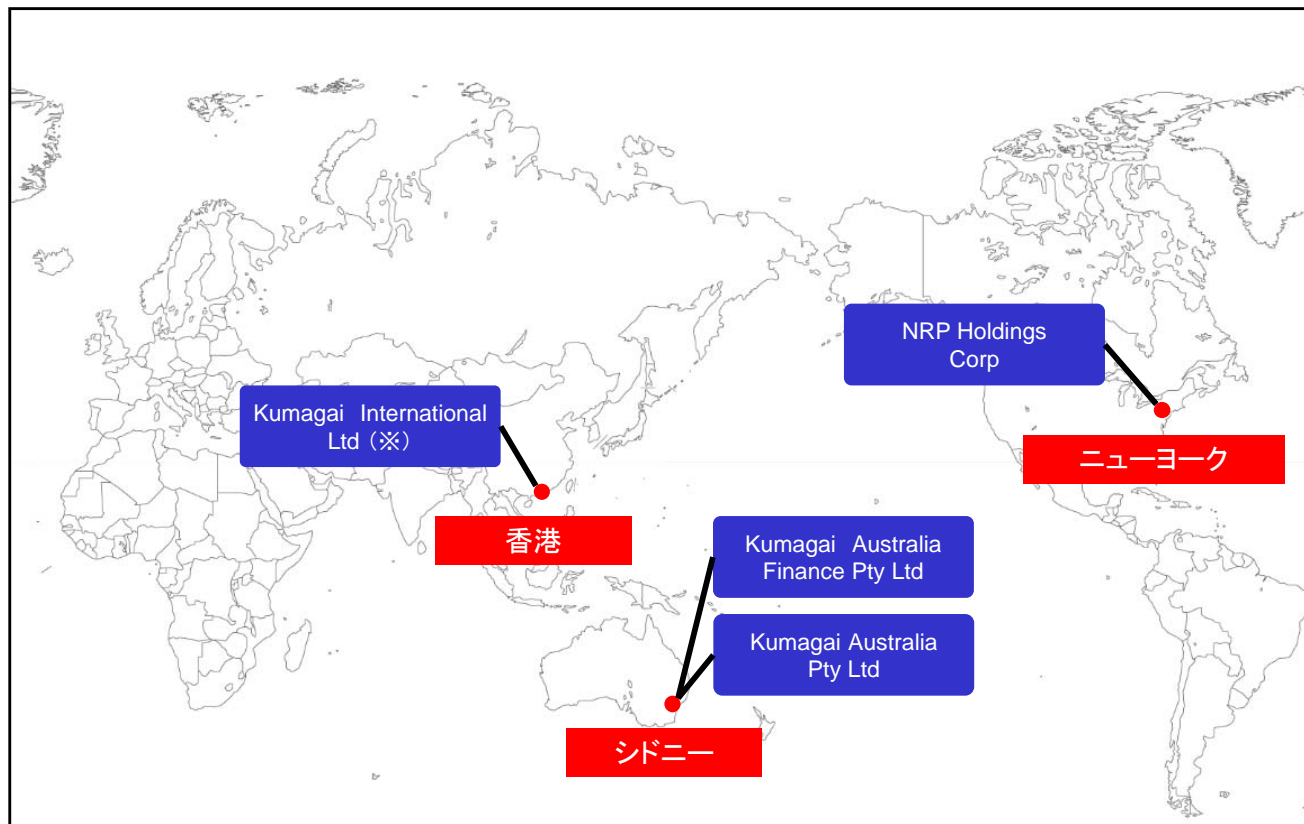 NRP Holdings
Corp
ニューヨーク
Kumagai International
Ltd（※）
香港
Kumagai Australia
Finance Pty Ltd
Kumagai Australia
Pty Ltd
シドニー